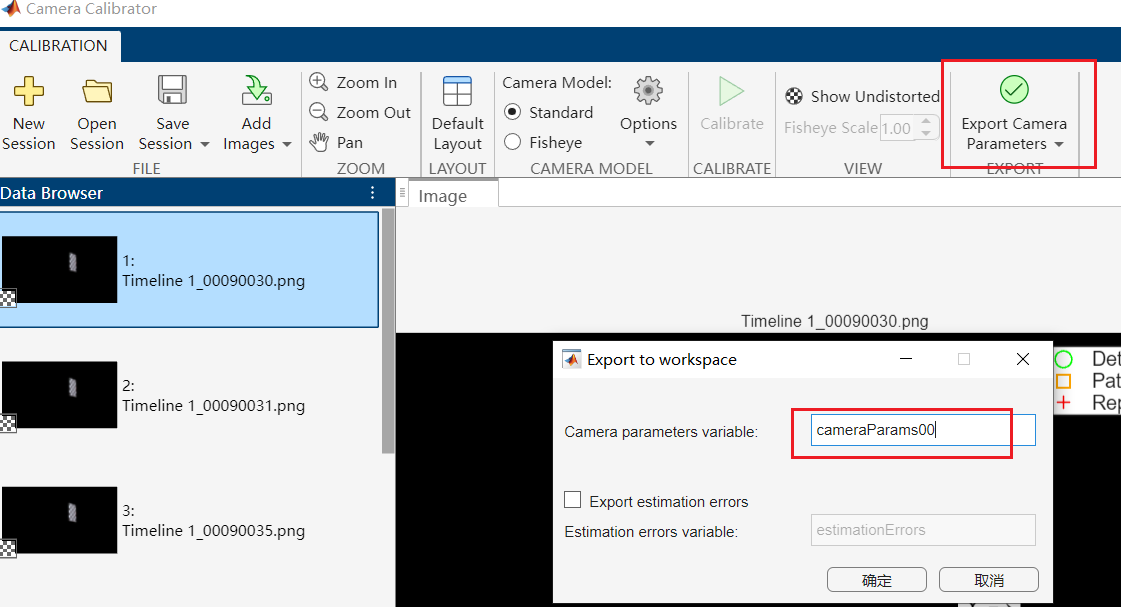 Camera Calibrator
CALIBRATION
New
Session
Open
Session
Save
Session
Add
Images
FILE
Zoom In
Zoom Out
Pan
ZOOM
Default
Layout
LAYOUT
Camera Model:
Standard
Fisheye
Options
CAMERA MODEL
Calibrate
CALIBRATE
Show Undistorted
Fisheye Scale 1.00
VIEW
Export Camera
Parameters
EXPORT
Data Browser
Image
1:
Timeline 1_00090030.png
2:
Timeline 1_00090031.png
3:
Timeline 1_00090035.png
Timeline 1_00090030.png
Det
Pat
Rep
Export to workspace
Camera parameters variable: cameraParams00
Export estimation errors
Estimation errors variable: estimationErrors
确定 取消